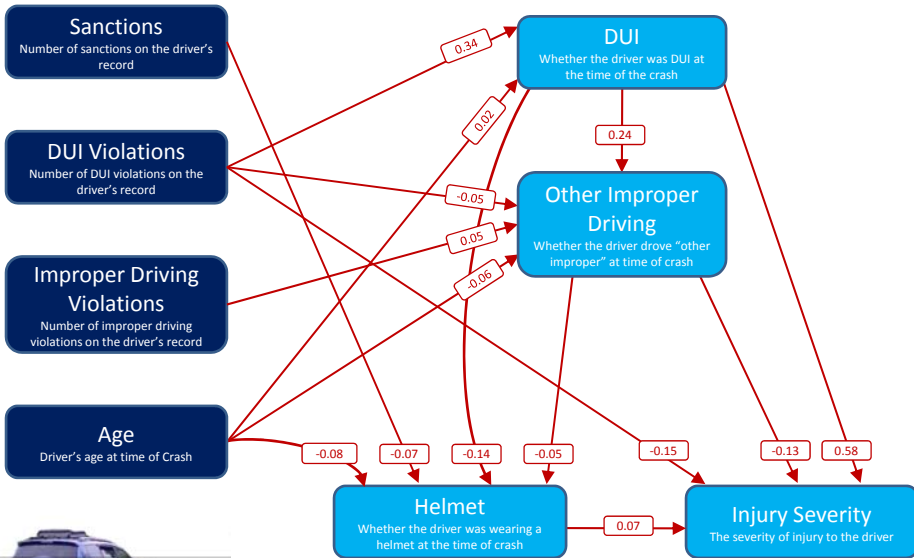 Sanctions
Number of sanctions on the driver's
record
DUI Violations
Number of DUI violations on the
driver's record
Improper Driving
Violations
Number of improper driving
violations on the driver's record
Age
Driver's age at time of Crash
DUI
Whether the driver was DUI at
the time of the crash
Other Improper
Driving
Whether the driver drove “other
improper” at time of crash
Helmet
Whether the driver was wearing a
helmet at the time of crash
Injury Severity
The severity of injury to the driver
0.34
0.02
0.24
-0.05
0.05
-0.06
-0.08
-0.07
-0.14
-0.05
-0.15
-0.13
0.58
0.07